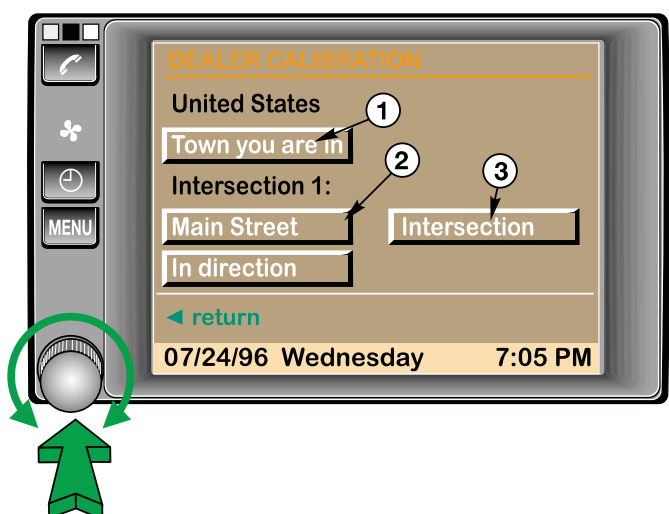 DEALER CALIBRATION
United States
1
Town you are in
2
Intersection 1:
3
MENU
Main Street
Intersection
In direction
◄ return
07/24/96 Wednesday 7:05 PM